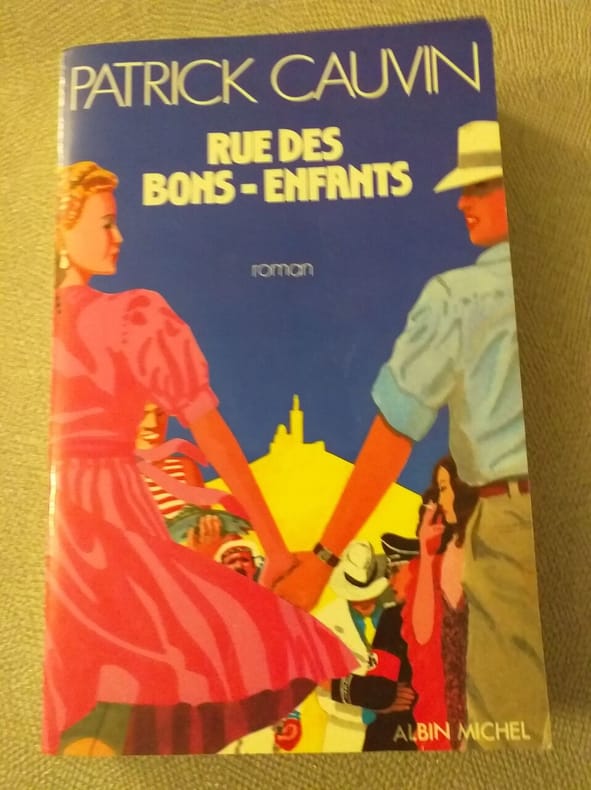 PATRICK CAUVIN
RUE DES
BONS-ENFANTS
roman
ALBIN MICHEL